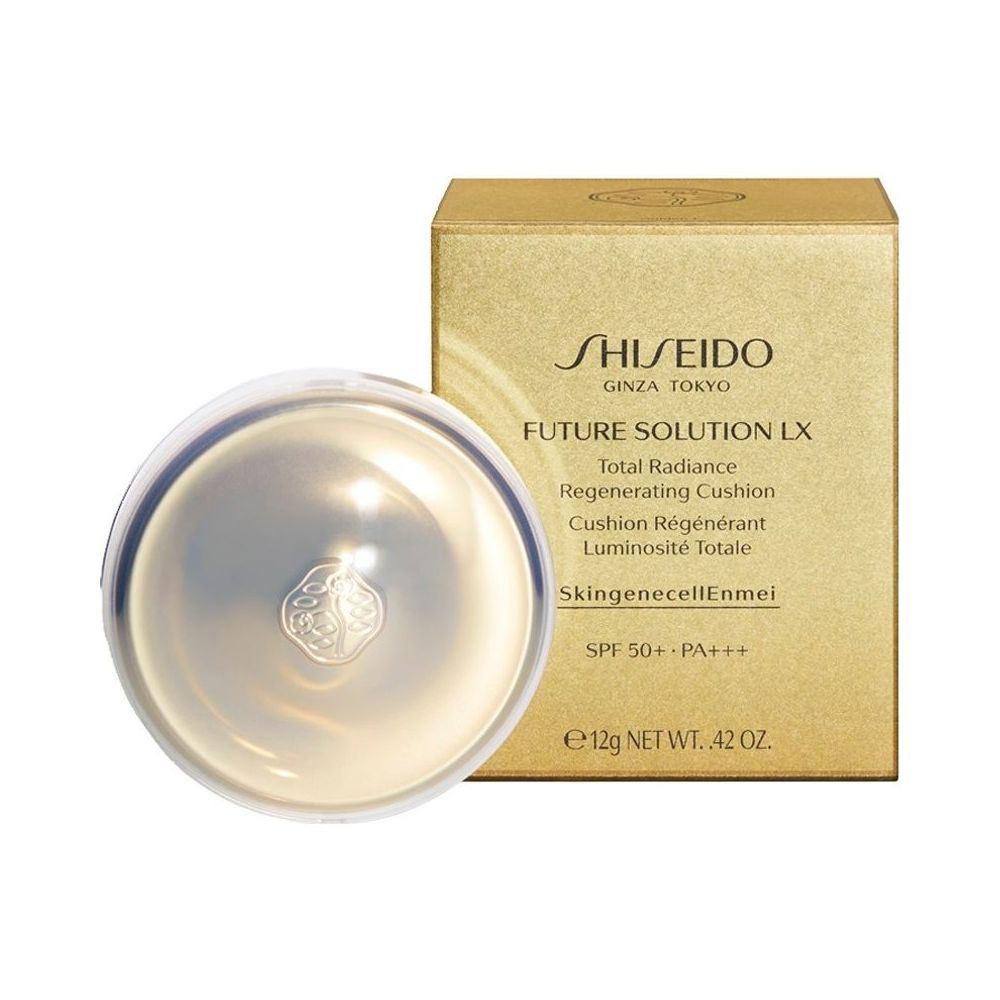 SHISEIDO
GINZA TOKYO
FUTURE SOLUTION LX
Total Radiance
Regenerating Cushion
Cushion Régénérant
Luminosité Totale
SkingenecellEnmei
SPF 50+ · PA+++
℮12g NET WT. .42 OZ.